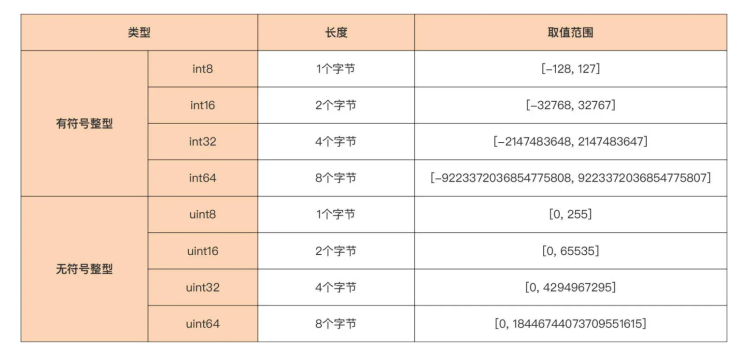 类型 长度 取值范围
有符号整型 int8 1个字节 [-128, 127]
int16 2个字节 [-32768, 32767]
int32 4个字节 [-2147483648, 2147483647]
int64 8个字节 [-9223372036854775808, 9223372036854775807]
无符号整型 uint8 1个字节 [0, 255]
uint16 2个字节 [0, 65535]
uint32 4个字节 [0, 4294967295]
uint64 8个字节 [0, 18446744073709551615]